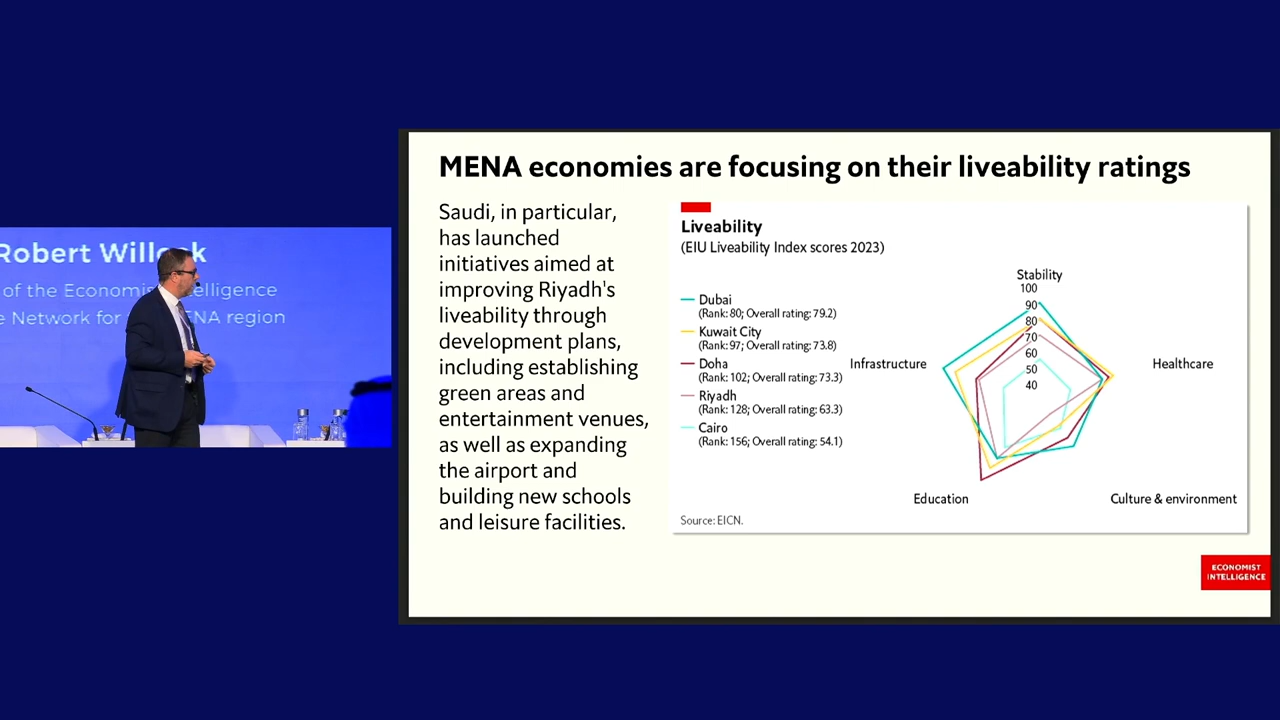 Robert Willock
of the Economist Intelligence
Network for MENA region
MENA economies are focusing on their liveability ratings
Saudi, in particular,
has launched
initiatives aimed at
improving Riyadh's
liveability through
development plans,
including establishing
green areas and
entertainment venues,
as well as expanding
the airport and
building new schools
and leisure facilities.
Liveability
(EIU Liveability Index scores 2023)
Dubai
(Rank: 80; Overall rating: 79.2)
Kuwait City
(Rank: 97; Overall rating: 73.8)
Doha
(Rank: 102; Overall rating: 73.3)
Riyadh
(Rank: 128; Overall rating: 63.3)
Cairo
(Rank: 156; Overall rating: 54.1)
Stability
100
90
80
70
60
50
40
Infrastructure
Healthcare
Education
Culture & environment
Source: EICN.
ECONOMIST
INTELLIGENCE